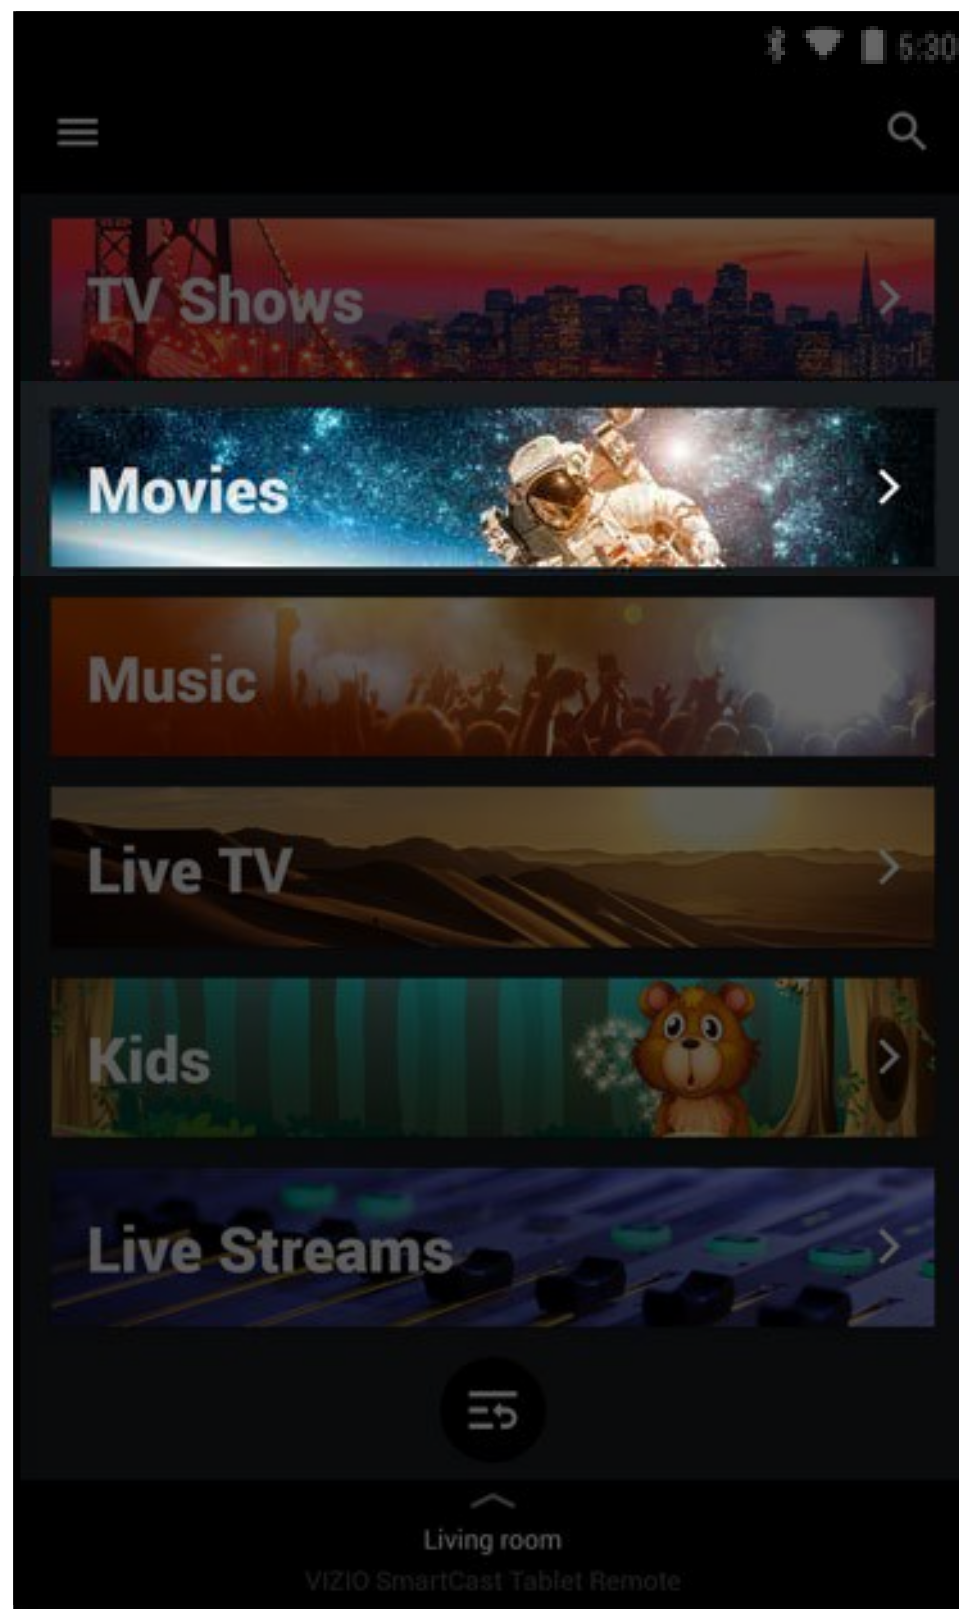 5:30
TV Shows
Movies
Music
Live TV
Kids
Live Streams
Living room
VIZIO SmartCast Tablet Remote